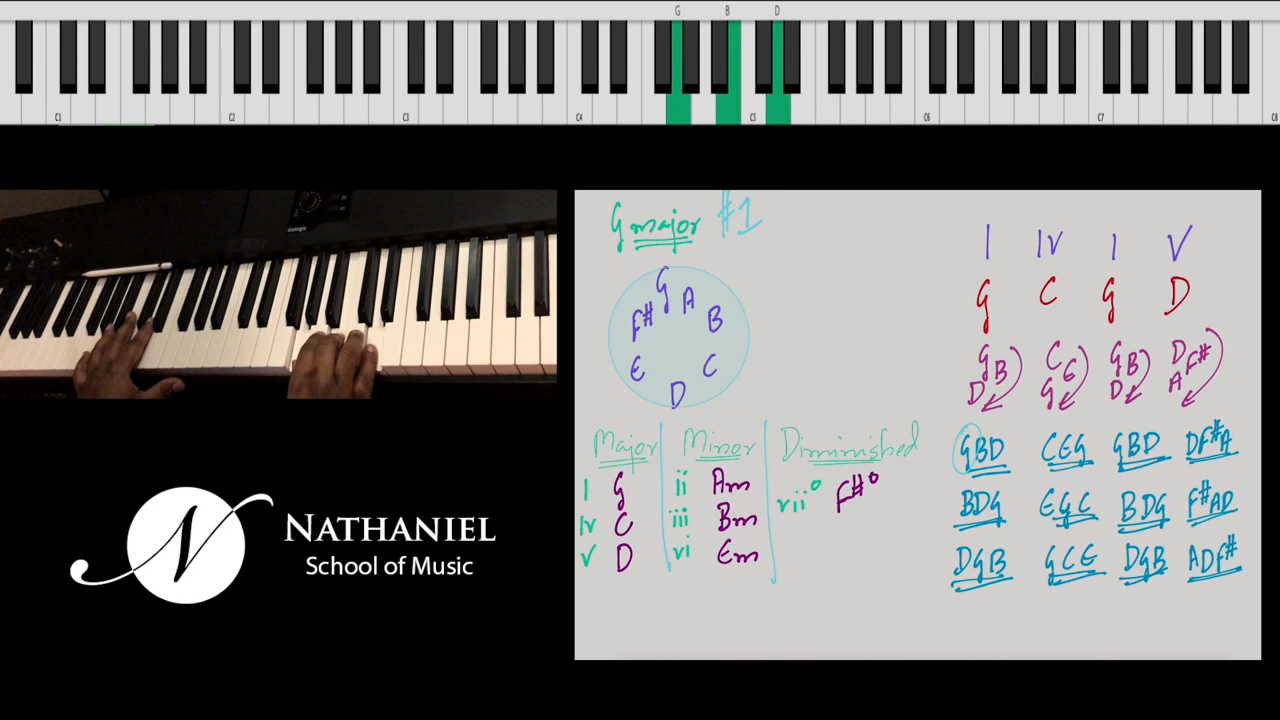 G B D
C1 C2 C3 C4 C5 C6 C7 C8
G major #1
G A B C D E F#
I IV I V
G C G D
G B D C E G G B D D F# A
Major Minor Diminished
I G ii Am vii° F#°
IV C iii Bm
V D vi Em
GBD CEG GBD DF#A
BDG EGC BDG F#AD
DGB GCE DGB ADF#
N
NATHANIEL
School of Music